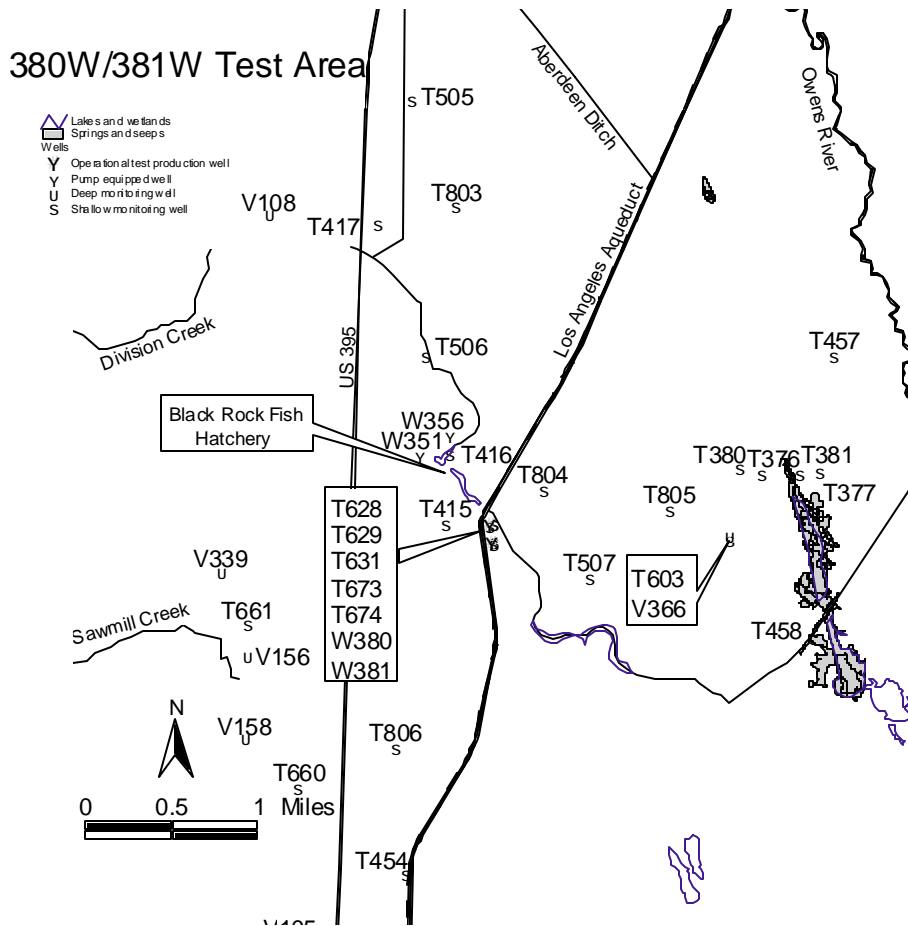 380W/381W Test Area
Lakes and wetlands
Springs and seeps
Wells
Y Operational test production well
Y Pump equipped well
U Deep monitoring well
S Shallow monitoring well
T505
Aberdeen Ditch
Owens River
V108
U
T803
S
T417 S
Los Angeles Aqueduct
Division Creek
US 395
T506
S
T457
S
Black Rock Fish
Hatchery
W356
Y
W351
Y
T416
S
T380
S
T376
S
T381
S
T377
T804
S
T805
S
T415
S
T628
T629
T631
T673
T674
W380
W381
V339
U
T507
S
T603
V366
T661
S
Sawmill Creek
U V156
T458
N
V158
U
T806
S
T660
S
0 0.5 1 Miles
T454
S